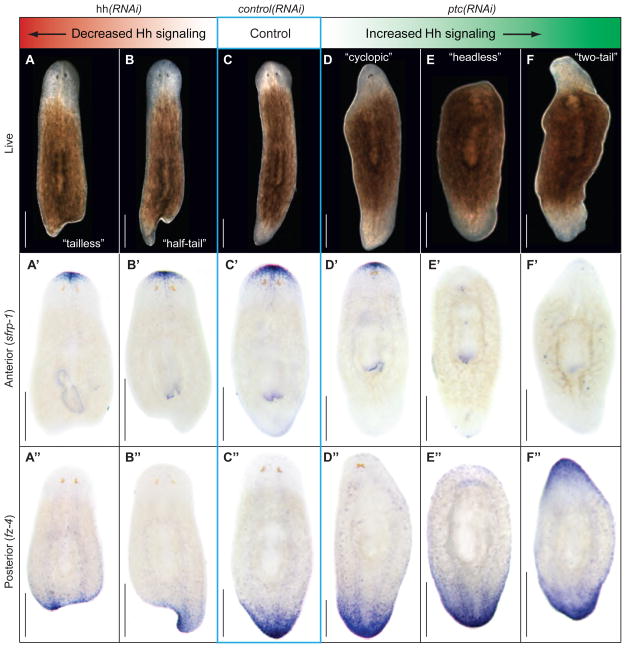 hh(RNAi) control(RNAi) ptc(RNAi)
Decreased Hh signaling Control Increased Hh signaling
Live
A B C D "cyclopic" E "headless" F "two-tail"
"tailless" "half-tail"
Anterior (sfrp-1)
A' B' C' D' E' F'
Posterior (fz-4)
A" B" C" D" E" F"